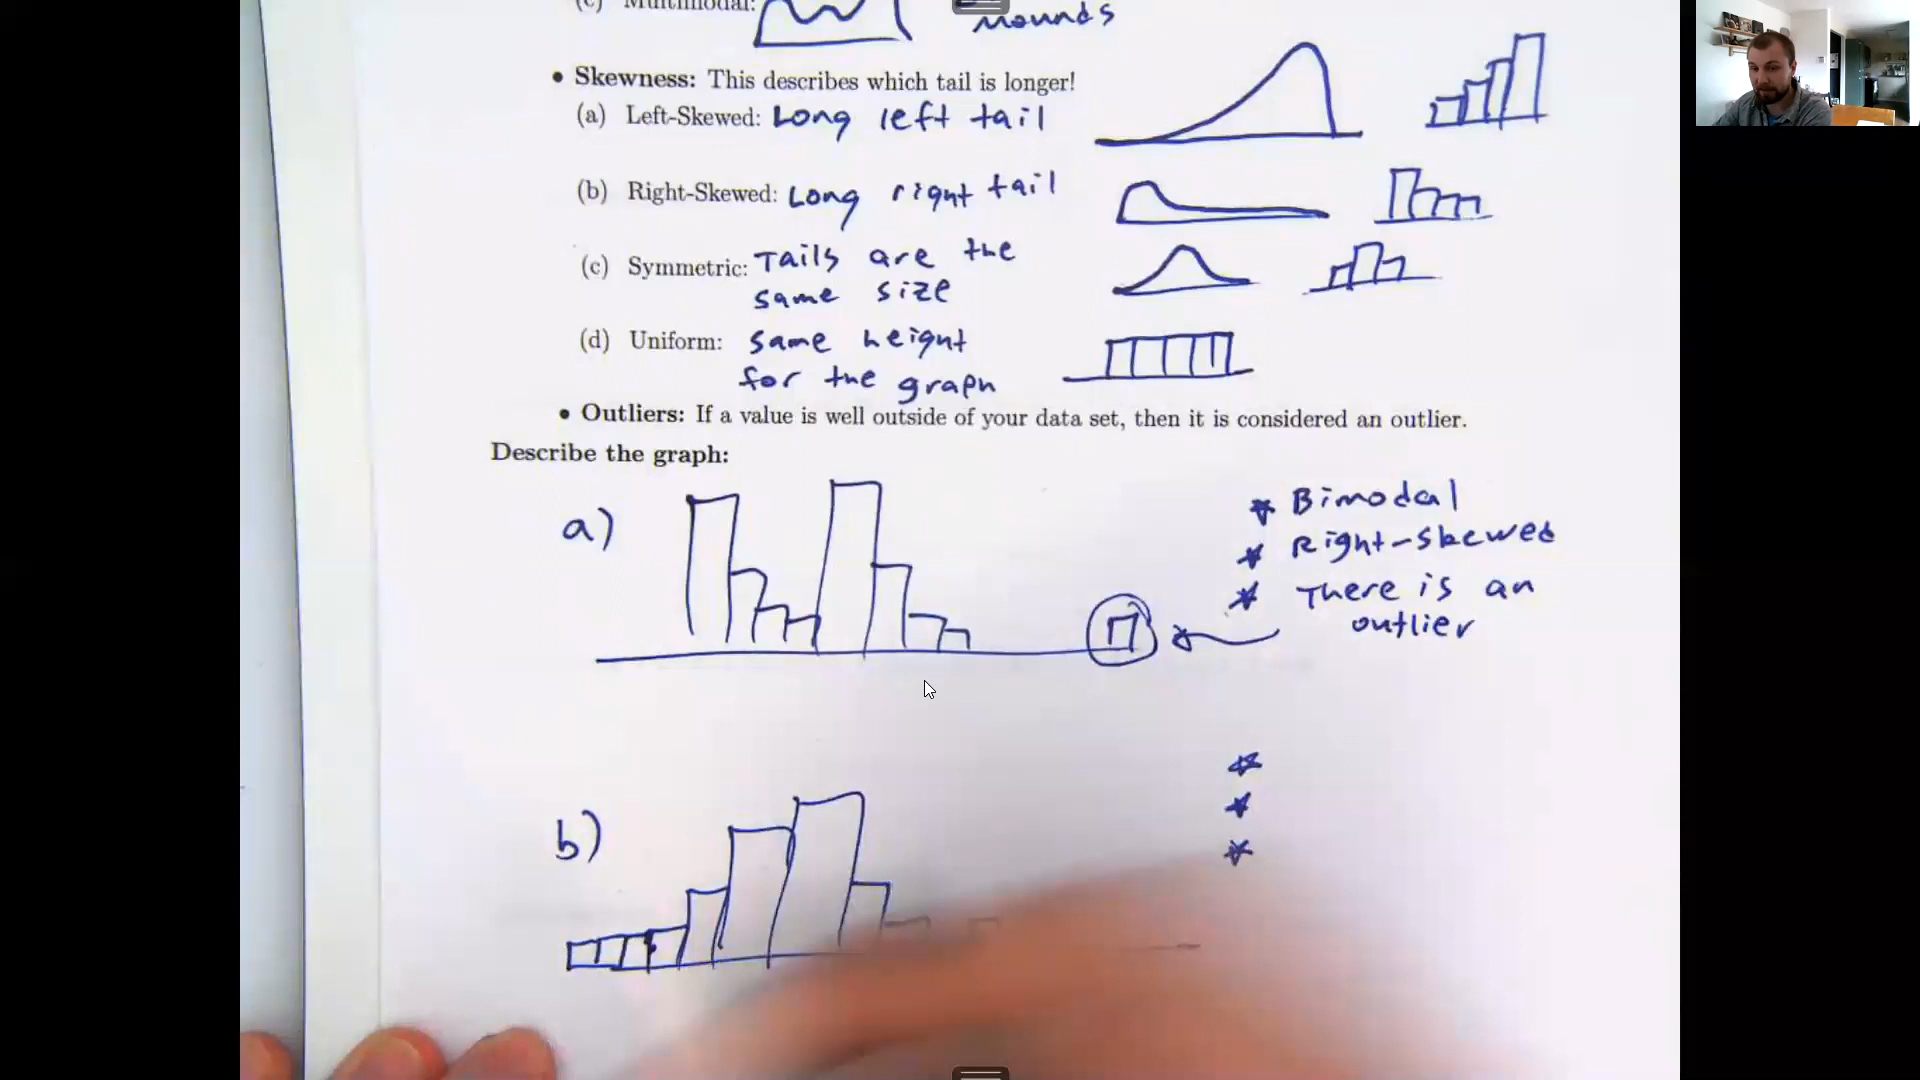 (c) Multimodal:
Mounds
• Skewness: This describes which tail is longer!
(a) Left-Skewed: Long left tail
(b) Right-Skewed: Long right tail
(c) Symmetric: Tails are the
same size
(d) Uniform: same height
for the graph
• Outliers: If a value is well outside of your data set, then it is considered an outlier.
Describe the graph:
a)
* Bimodal
* Right-skewed
* There is an
outlier
b)
*
*
*